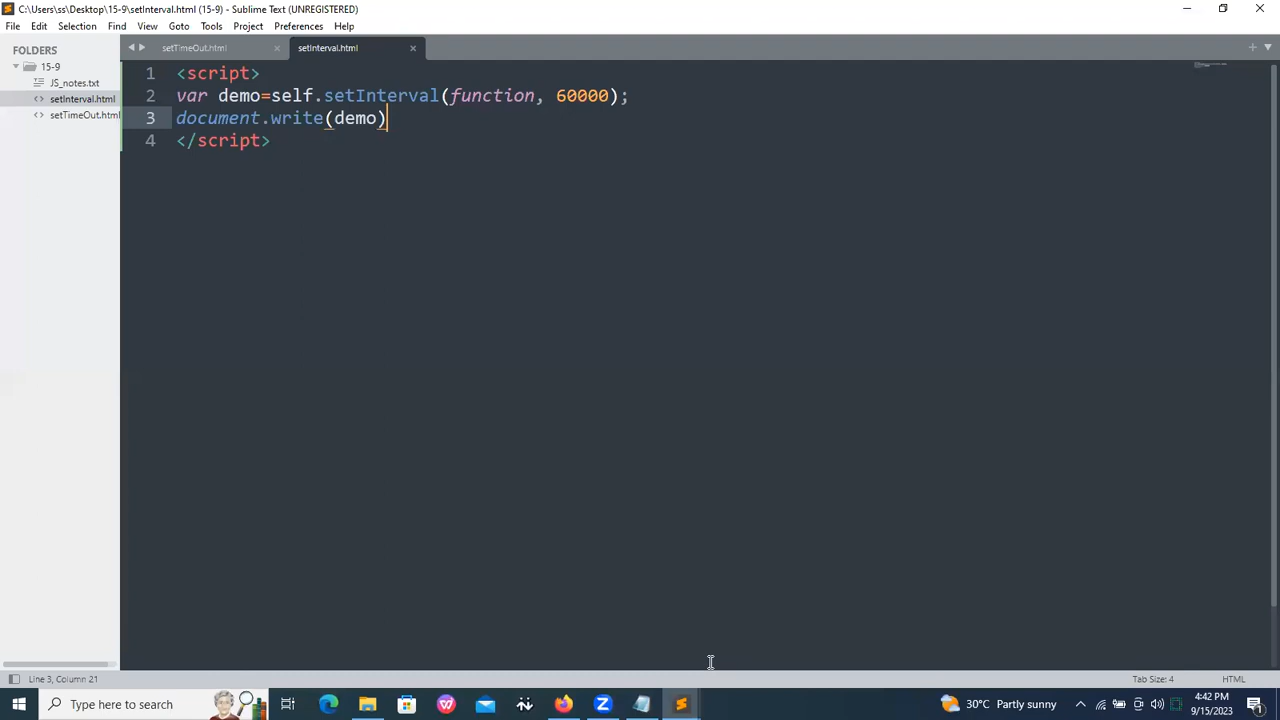 C:\Users\ss\Desktop\15-9\setInterval.html (15-9) - Sublime Text (UNREGISTERED)
File Edit Selection Find View Goto Tools Project Preferences Help
FOLDERS
15-9
JS_notes.txt
setInterval.html
setTimeOut.html
setTimeOut.html
setInterval.html
1 <script>
2 var demo=self.setInterval(function, 60000);
3 document.write(demo)
4 </script>
Line 3, Column 21
Tab Size: 4
HTML
Type here to search
30°C Partly sunny
4:42 PM
9/15/2023
1